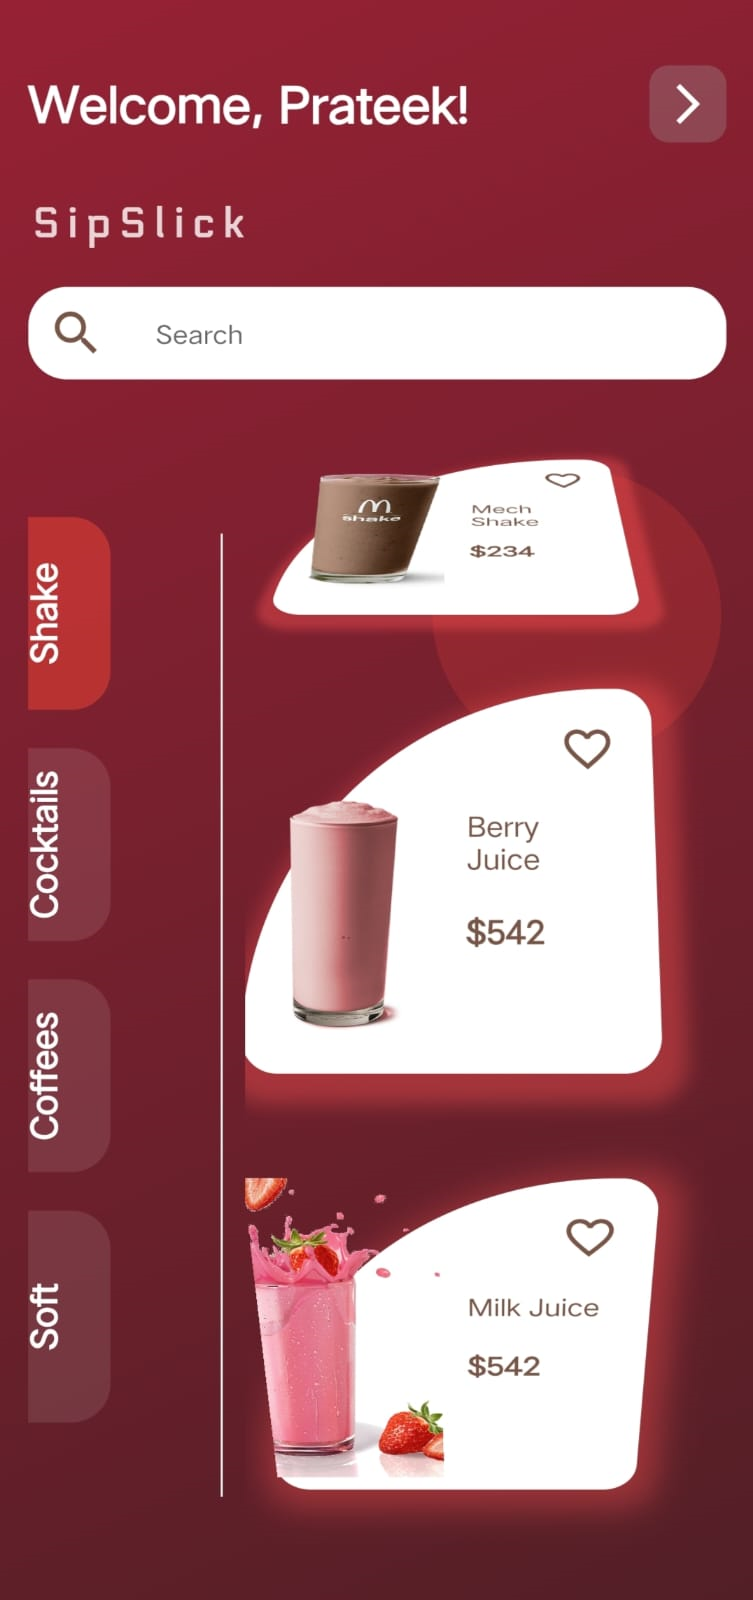 Welcome, Prateek!
SipSlick
Search
Shake
Cocktails
Coffees
Soft
shake
Mech
Shake
$234
Berry
Juice
$542
Milk Juice
$542